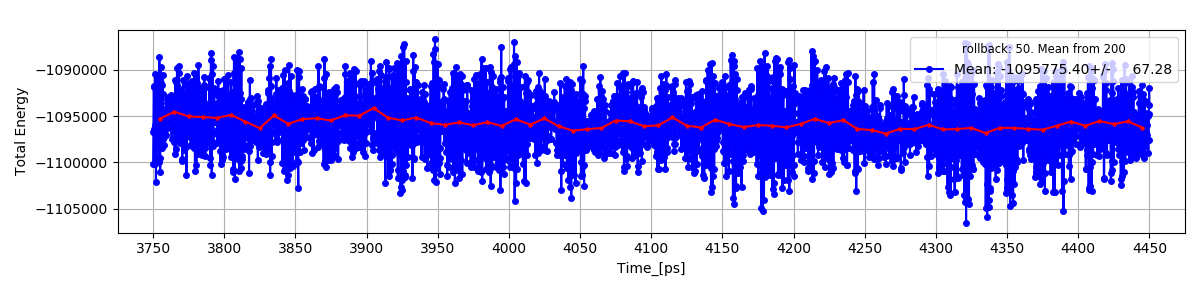 rollback: 50. Mean from 200
Mean: -1095775.40+/-     67.28
Total Energy
−1090000
−1095000
−1100000
−1105000
3750 3800 3850 3900 3950 4000 4050 4100 4150 4200 4250 4300 4350 4400 4450
Time_[ps]